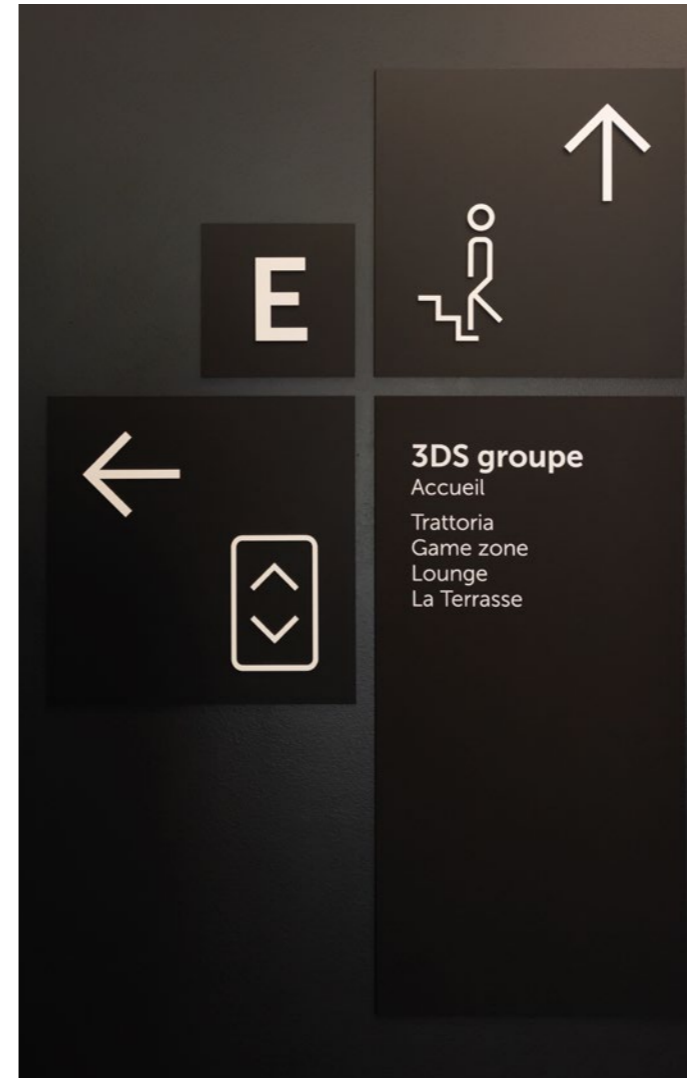 E
3DS groupe
Accueil
Trattoria
Game zone
Lounge
La Terrasse